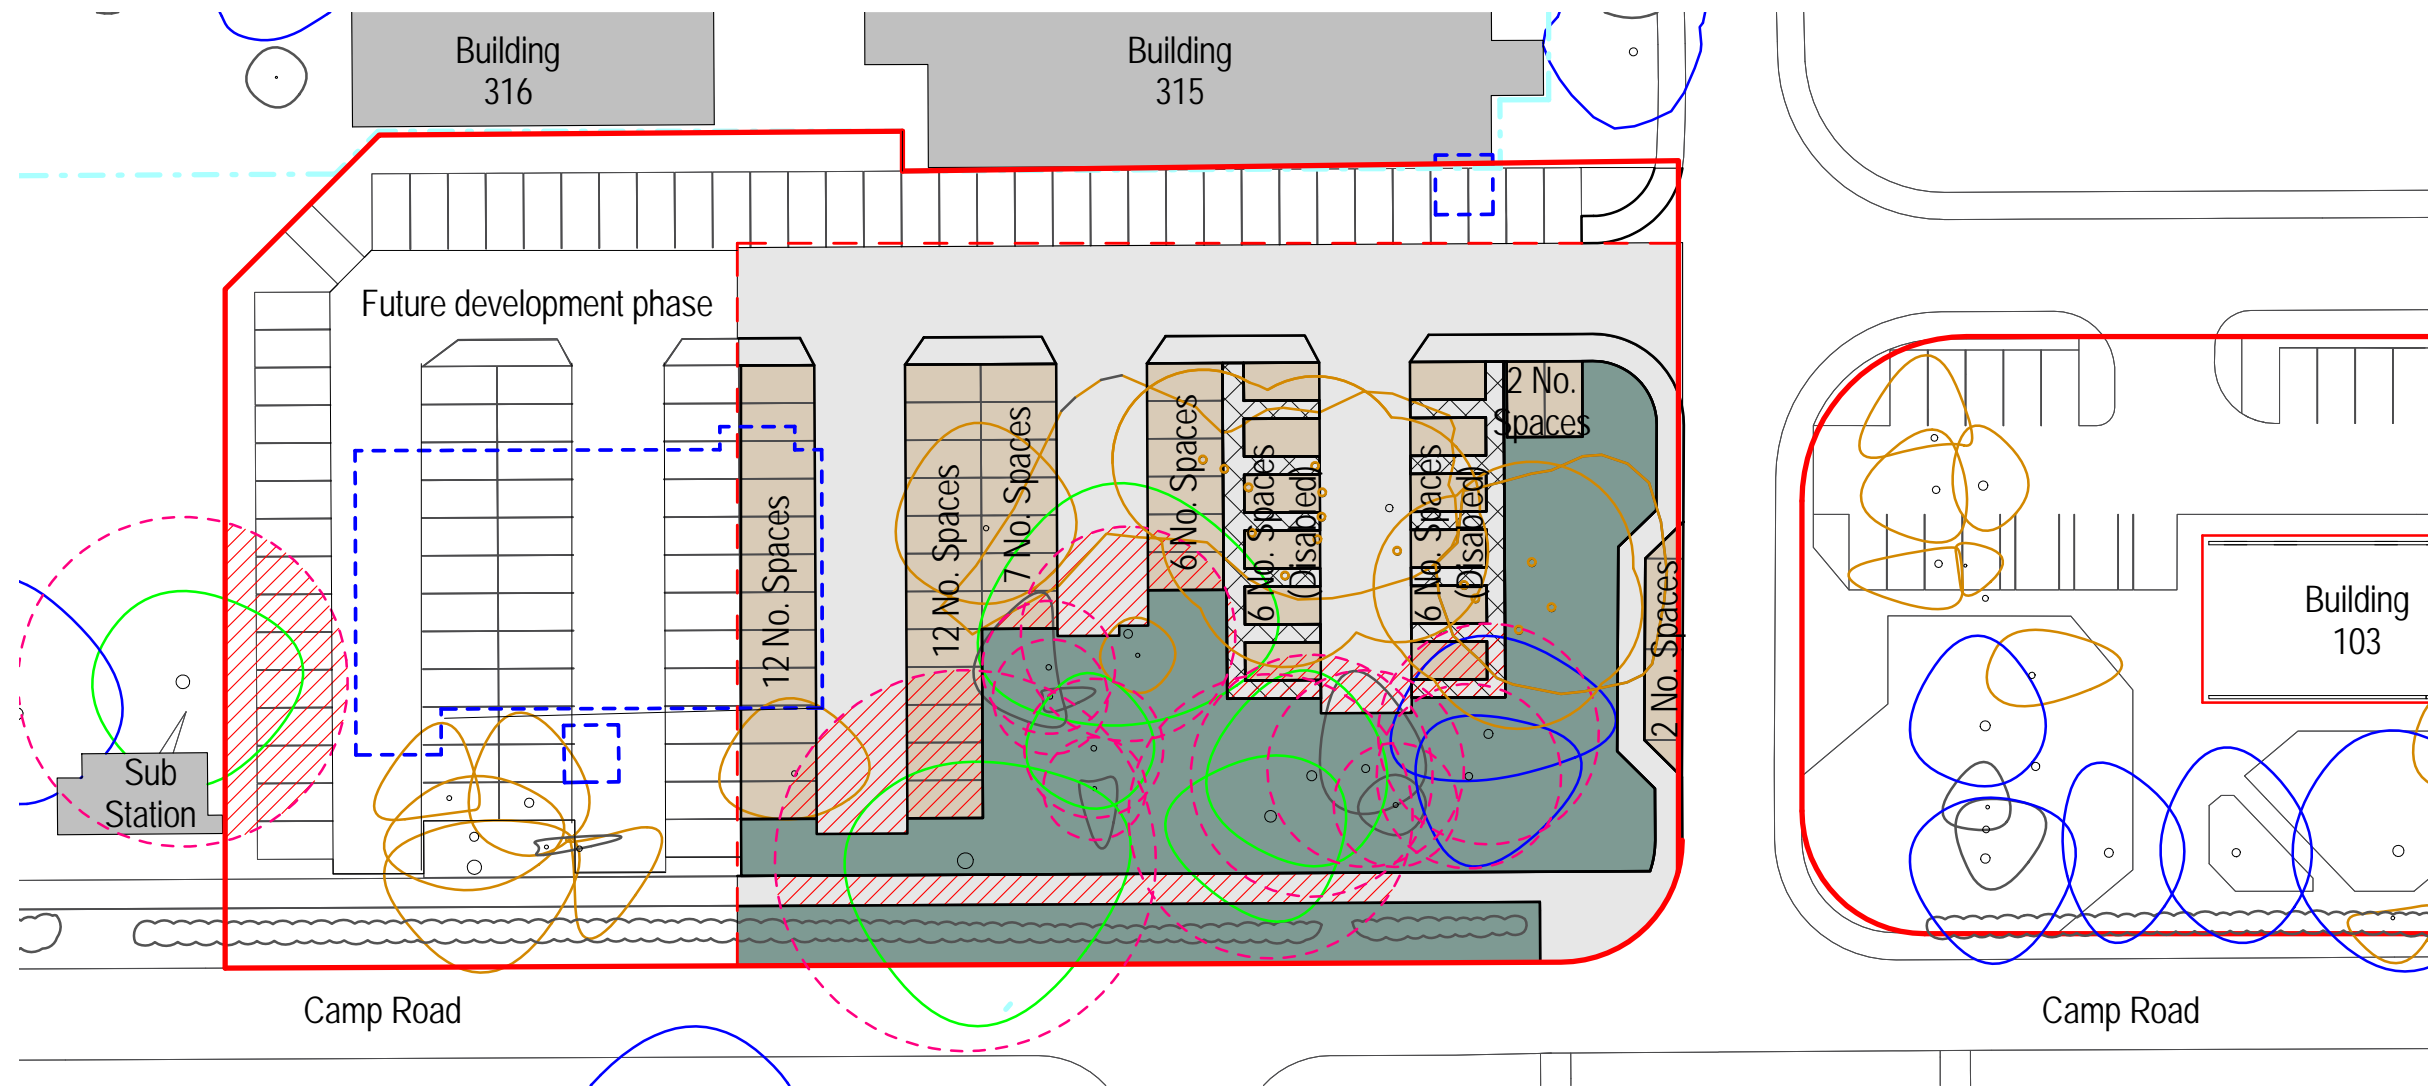 Building
316
Building
315
Future development phase
12 No. Spaces
12 No. Spaces
7 No. Spaces
6 No. Spaces
6 No. Spaces
(Disabled)
6 No. Spaces
(Disabled)
2 No.
Spaces
2 No. Spaces
Building
103
Sub
Station
Camp Road
Camp Road